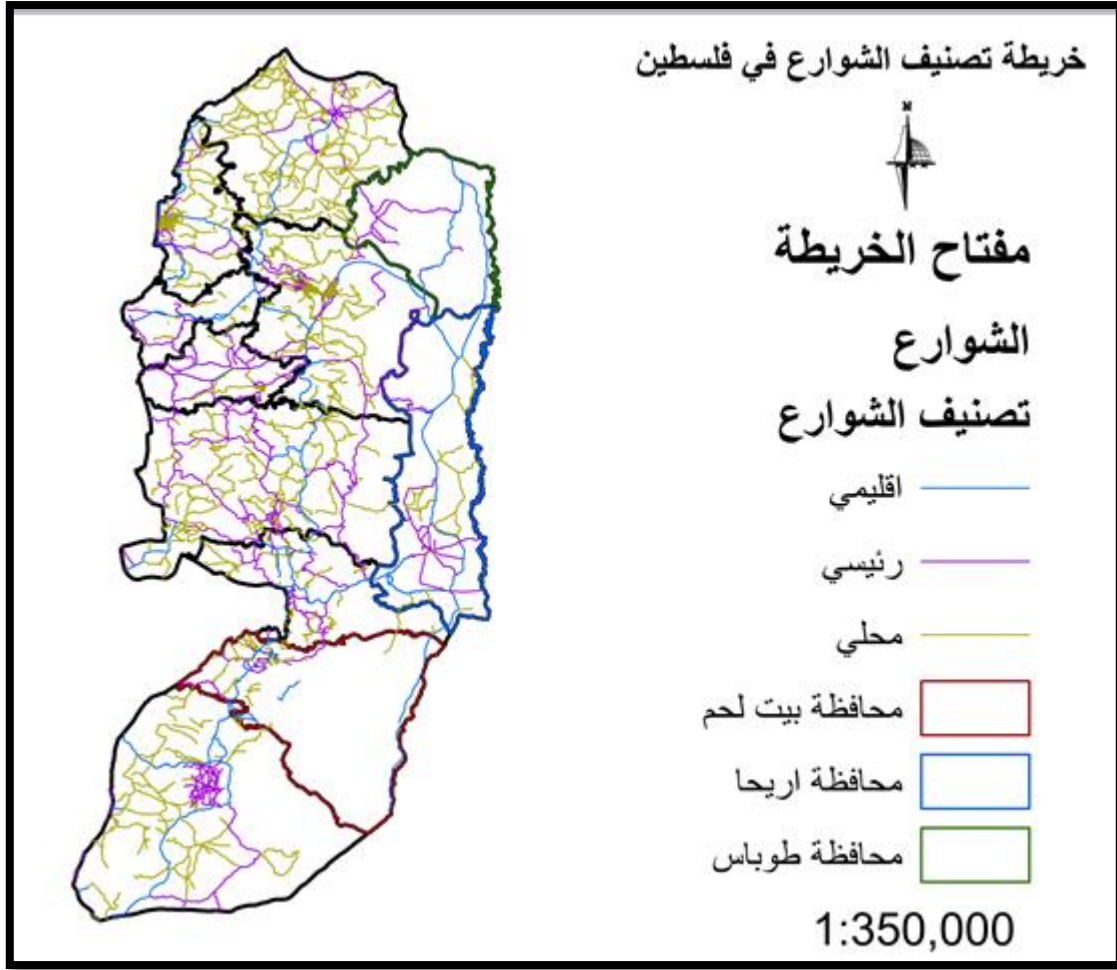 خريطة تصنيف الشوارع في فلسطين
N
مفتاح الخريطة
الشوارع
تصنيف الشوارع
اقليمي
رئيسي
محلي
محافظة بيت لحم
محافظة اريحا
محافظة طوباس
1:350,000